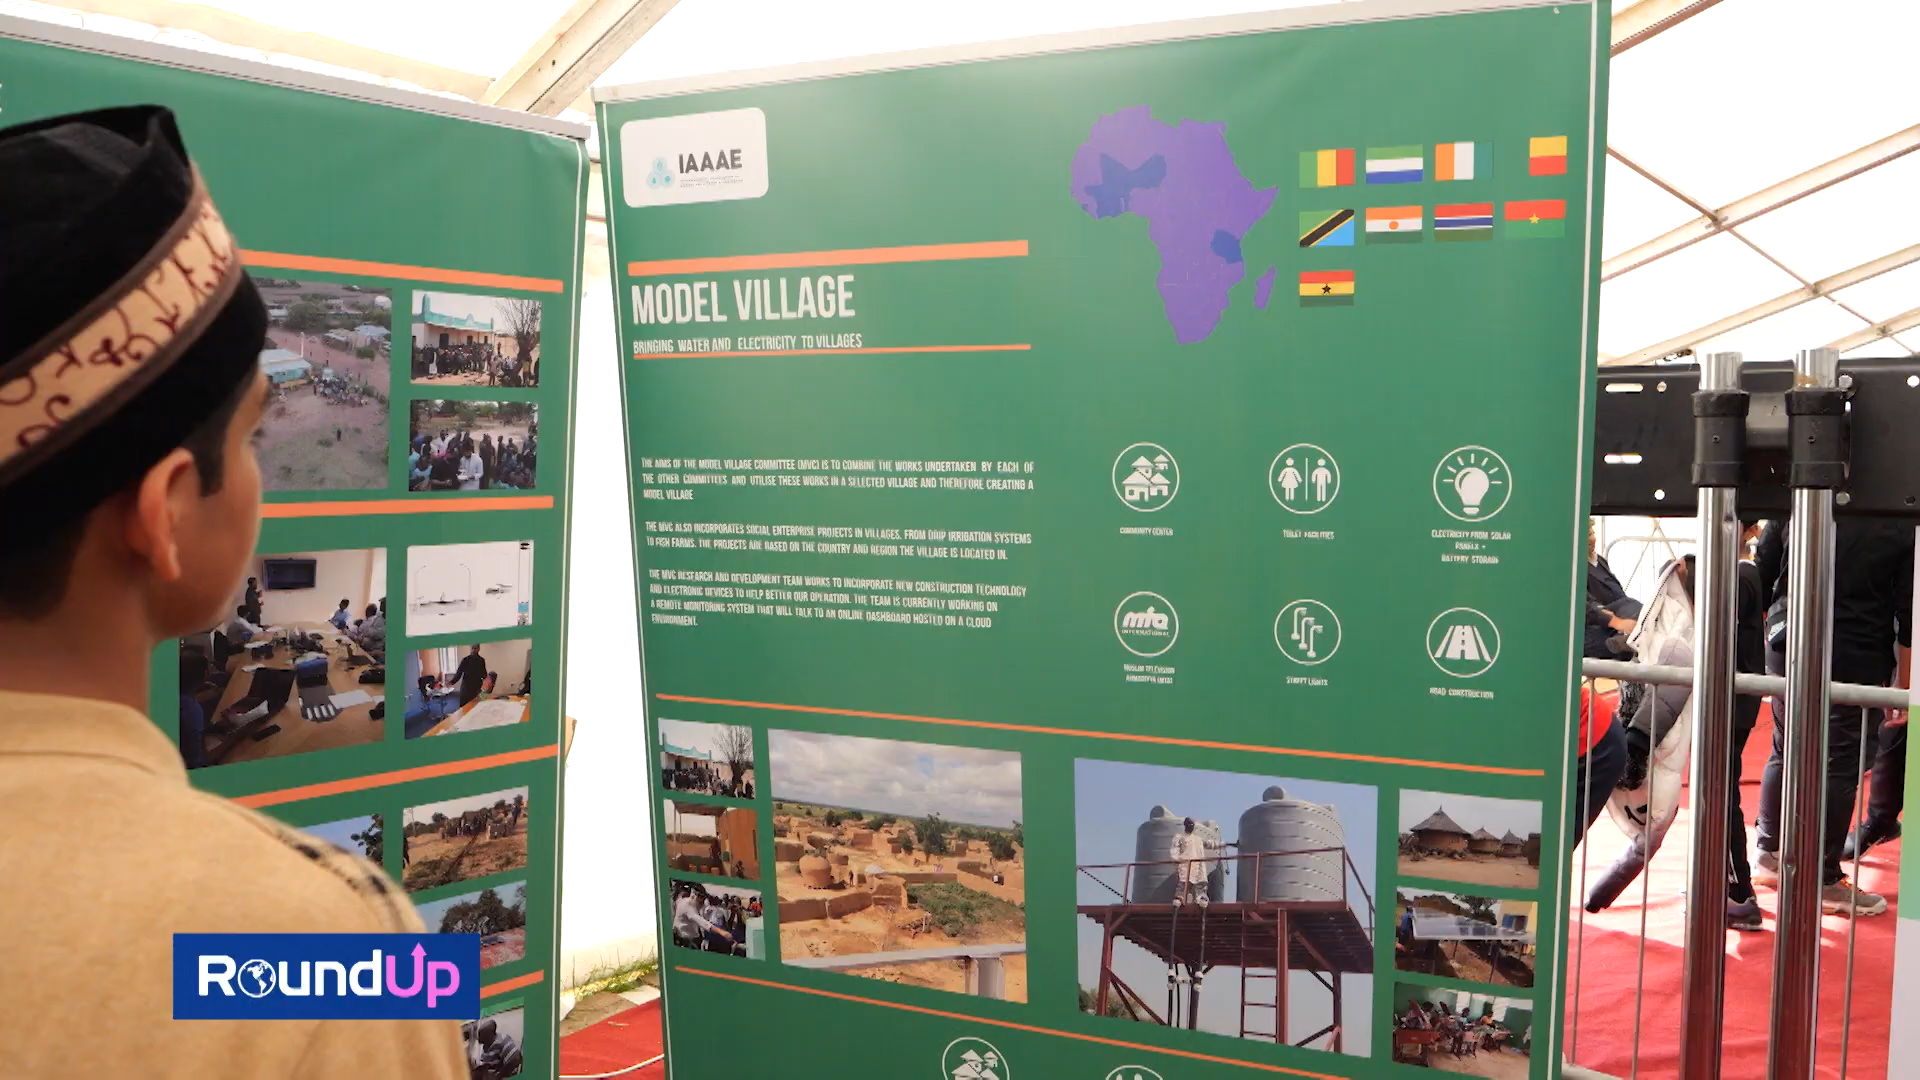 IAAAE
MODEL VILLAGE
BRINGING WATER AND ELECTRICITY TO VILLAGES
THE AIMS OF THE MODEL VILLAGE COMMITTEE (MVC) IS TO COMBINE THE WORKS UNDERTAKEN BY EACH OF
THE OTHER COMMITTEES AND UTILISE THESE WORKS IN A SELECTED VILLAGE AND THEREFORE CREATING A
MODEL VILLAGE
THE MVC ALSO INCORPORATES SOCIAL ENTERPRISE PROJECTS IN VILLAGES, FROM DRIP IRRIGATION SYSTEMS
TO FISH FARMS. THE PROJECTS ARE BASED ON THE COUNTRY AND REGION THE VILLAGE IS LOCATED IN.
THE MVC RESEARCH AND DEVELOPMENT TEAM WORKS TO INCORPORATE NEW CONSTRUCTION TECHNOLOGY
AND ELECTRONIC DEVICES TO HELP BETTER OUR OPERATION. THE TEAM IS CURRENTLY WORKING ON
A REMOTE MONITORING SYSTEM THAT WILL TALK TO AN ONLINE DASHBOARD HOSTED ON A CLOUD
ENVIRONMENT.
COMMUNITY CENTER
TOILET FACILITIES
ELECTRICITY FROM SOLAR
PANELS +
BATTERY STORAGE
mta
INTERNATIONAL
MUSLIM TELEVISION
AHMADIYYA (MTA)
STREET LIGHTS
ROAD CONSTRUCTION
RoundUp